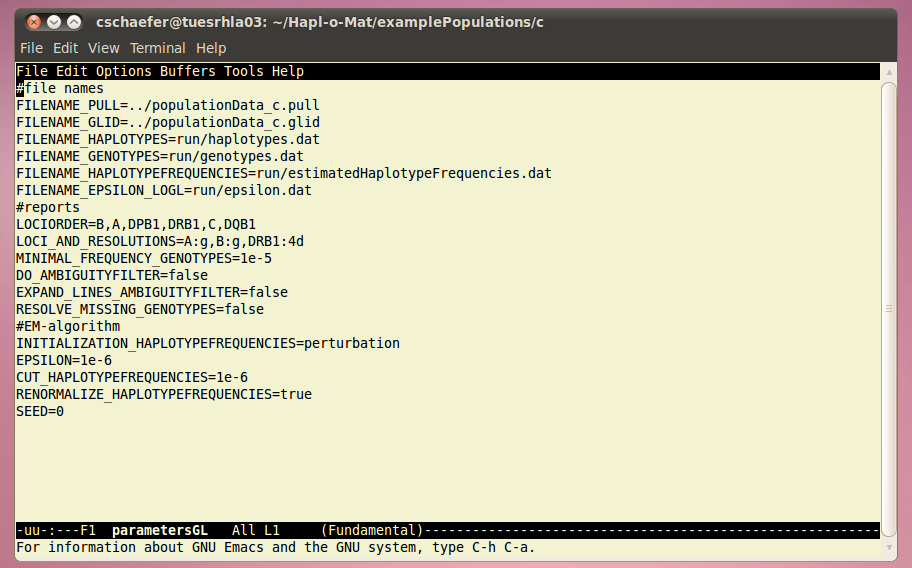 cschaefer@tuesrhla03: ~/Hapl-o-Mat/examplePopulations/c
File Edit View Terminal Help
File Edit Options Buffers Tools Help
#file names
FILENAME_PULL=../populationData_c.pull
FILENAME_GLID=../populationData_c.glid
FILENAME_HAPLOTYPES=run/haplotypes.dat
FILENAME_GENOTYPES=run/genotypes.dat
FILENAME_HAPLOTYPEFREQUENCIES=run/estimatedHaplotypeFrequencies.dat
FILENAME_EPSILON_LOGL=run/epsilon.dat
#reports
LOCIORDER=B,A,DPB1,DRB1,C,DQB1
LOCI_AND_RESOLUTIONS=A:g,B:g,DRB1:4d
MINIMAL_FREQUENCY_GENOTYPES=1e-5
DO_AMBIGUITYFILTER=false
EXPAND_LINES_AMBIGUITYFILTER=false
RESOLVE_MISSING_GENOTYPES=false
#EM-algorithm
INITIALIZATION_HAPLOTYPEFREQUENCIES=perturbation
EPSILON=1e-6
CUT_HAPLOTYPEFREQUENCIES=1e-6
RENORMALIZE_HAPLOTYPEFREQUENCIES=true
SEED=0
-uu-:---F1  parametersGL   All L1     (Fundamental)---------------------------------------------------------
For information about GNU Emacs and the GNU system, type C-h C-a.